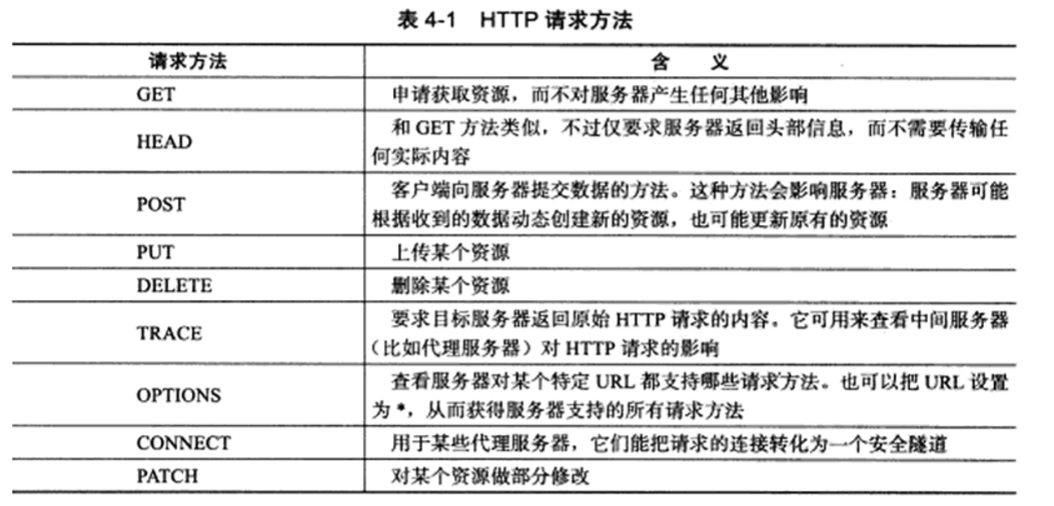 表 4-1 HTTP 请求方法
请求方法 含 义
GET 申请获取资源，而不对服务器产生任何其他影响
HEAD 和 GET 方法类似，不过仅要求服务器返回头部信息，而不需要传输任
何实际内容
POST 客户端向服务器提交数据的方法。这种方法会影响服务器：服务器可能
根据收到的数据动态创建新的资源，也可能更新原有的资源
PUT 上传某个资源
DELETE 删除某个资源
TRACE 要求目标服务器返回原始 HTTP 请求的内容。它可用来查看中间服务器
（比如代理服务器）对 HTTP 请求的影响
OPTIONS 查看服务器对某个特定 URL 都支持哪些请求方法。也可以把 URL 设置
为 *，从而获得服务器支持的所有请求方法
CONNECT 用于某些代理服务器，它们能把请求的连接转化为一个安全隧道
PATCH 对某个资源做部分修改